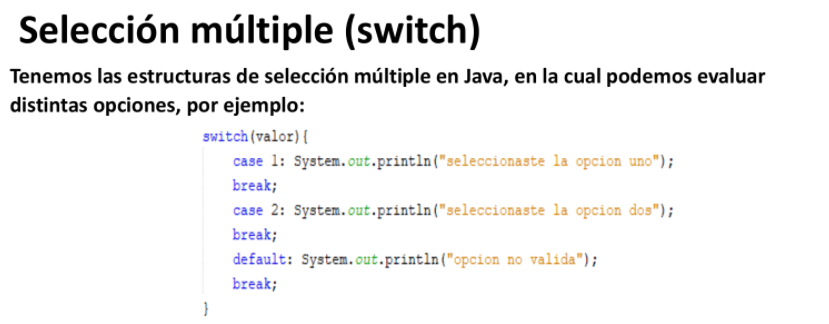 Selección múltiple (switch)
Tenemos las estructuras de selección múltiple en Java, en la cual podemos evaluar
distintas opciones, por ejemplo:
switch(valor){
case 1: System.out.println("seleccionaste la opcion uno");
break;
case 2: System.out.println("seleccionaste la opcion dos");
break;
default: System.out.println("opcion no valida");
break;
}